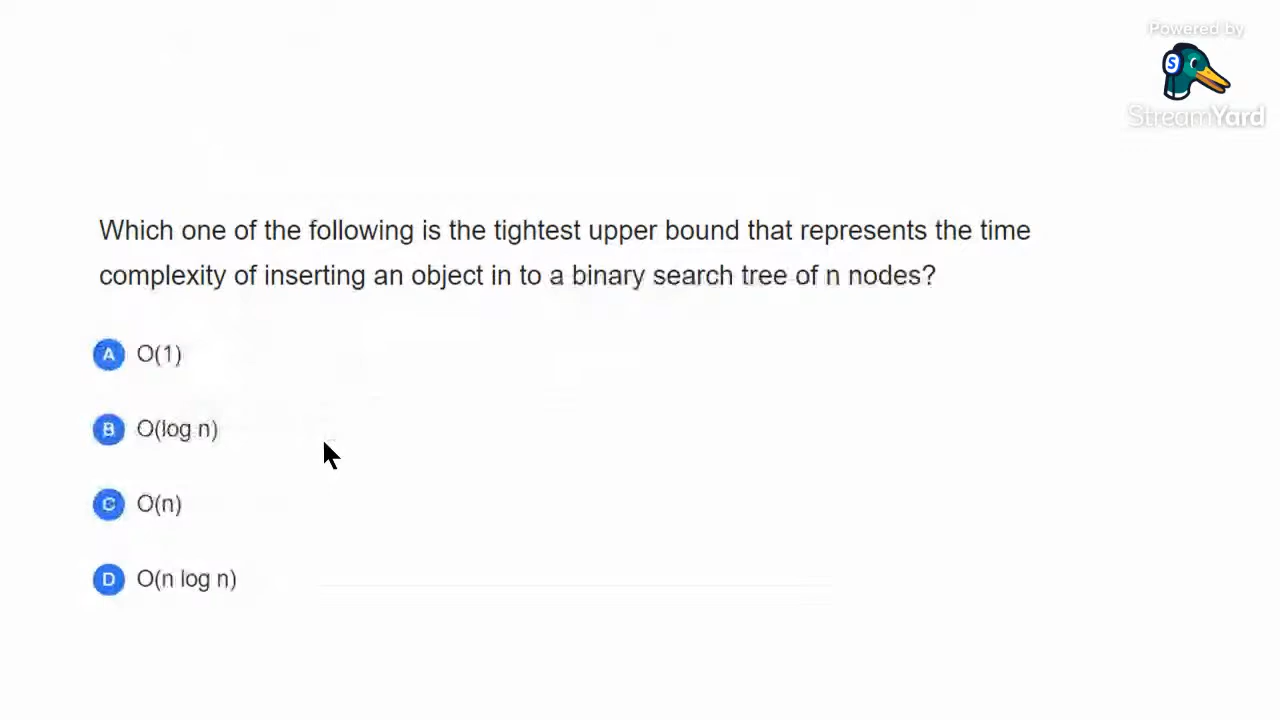 Powered by
S
StreamYard
Which one of the following is the tightest upper bound that represents the time
complexity of inserting an object in to a binary search tree of n nodes?
A O(1)
B O(log n)
C O(n)
D O(n log n)